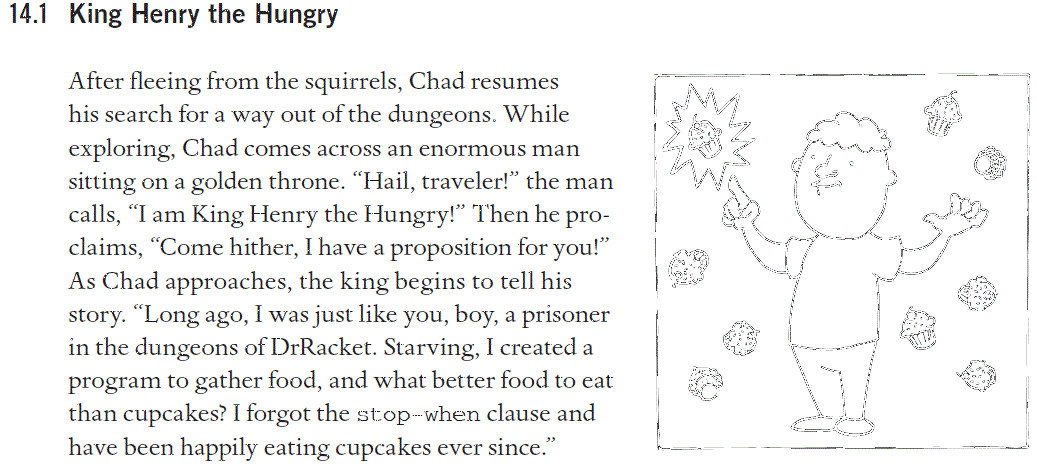 14.1 King Henry the Hungry
After fleeing from the squirrels, Chad resumes
his search for a way out of the dungeons. While
exploring, Chad comes across an enormous man
sitting on a golden throne. “Hail, traveler!” the man
calls, “I am King Henry the Hungry!” Then he pro-
claims, “Come hither, I have a proposition for you!”
As Chad approaches, the king begins to tell his
story. “Long ago, I was just like you, boy, a prisoner
in the dungeons of DrRacket. Starving, I created a
program to gather food, and what better food to eat
than cupcakes? I forgot the stop-when clause and
have been happily eating cupcakes ever since.”